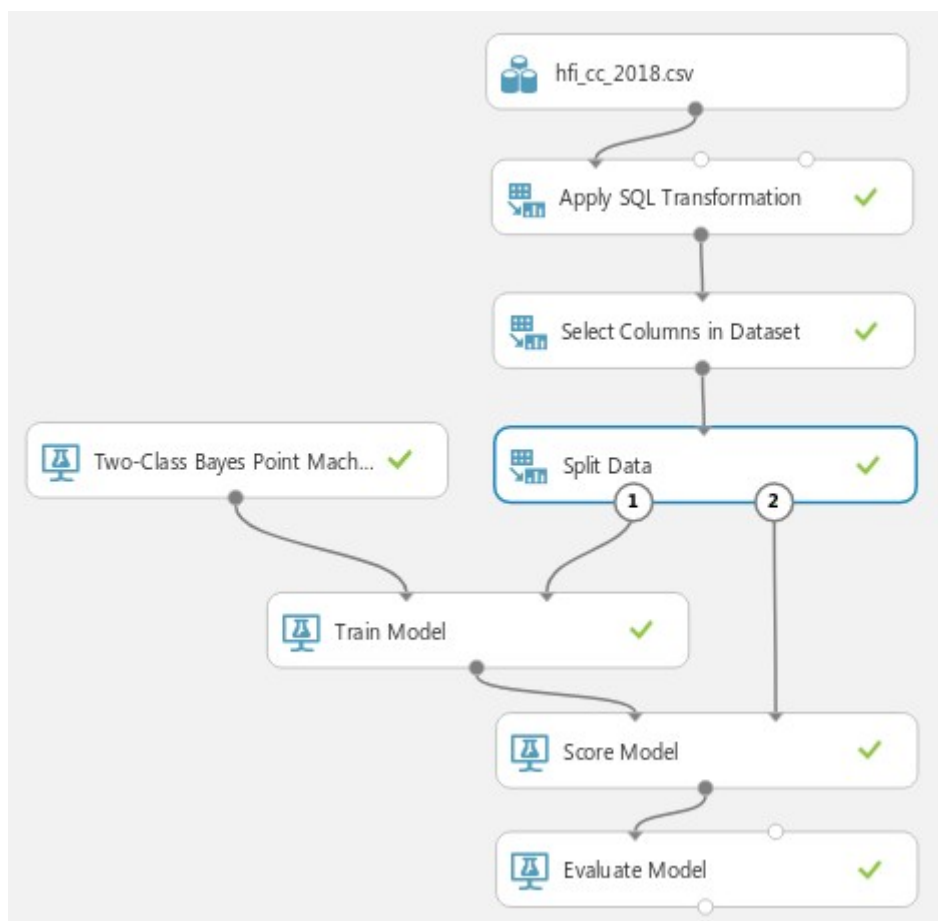 hfi_cc_2018.csv
Apply SQL Transformation
Select Columns in Dataset
Two-Class Bayes Point Mach...
Split Data
1
2
Train Model
Score Model
Evaluate Model